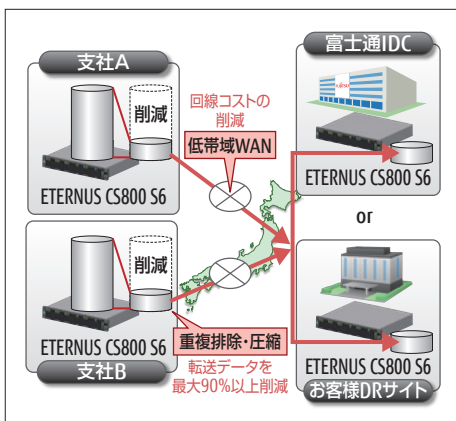 支社A
削減
ETERNUS CS800 S6
回線コストの
削減
低帯域WAN
富士通IDC
FUJITSU
ETERNUS CS800 S6
or
削減
ETERNUS CS800 S6
支社B
重複排除・圧縮
転送データを
最大90%以上削減
ETERNUS CS800 S6
お客様DRサイト